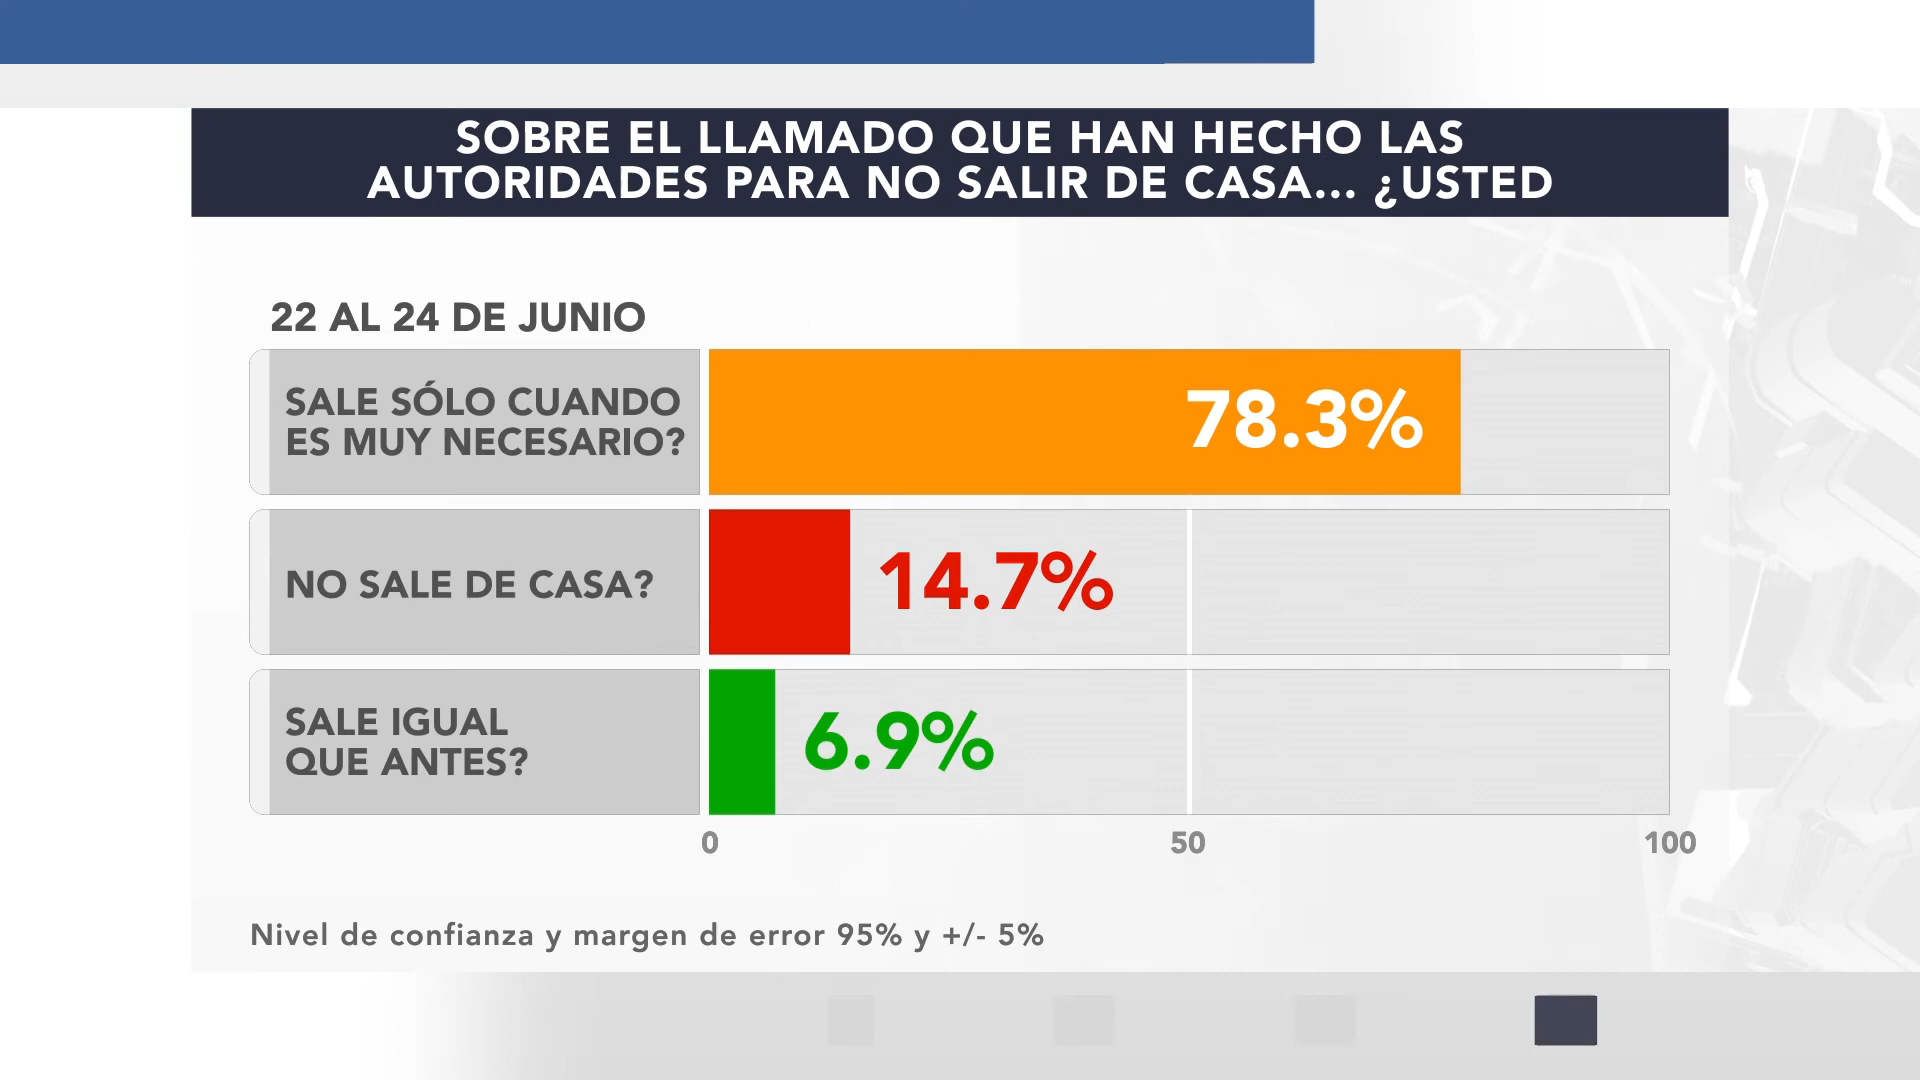 SOBRE EL LLAMADO QUE HAN HECHO LAS
AUTORIDADES PARA NO SALIR DE CASA... ¿USTED
22 AL 24 DE JUNIO
SALE SÓLO CUANDO
ES MUY NECESARIO?
78.3%
NO SALE DE CASA?
14.7%
SALE IGUAL
QUE ANTES?
6.9%
0 50 100
Nivel de confianza y margen de error 95% y +/- 5%